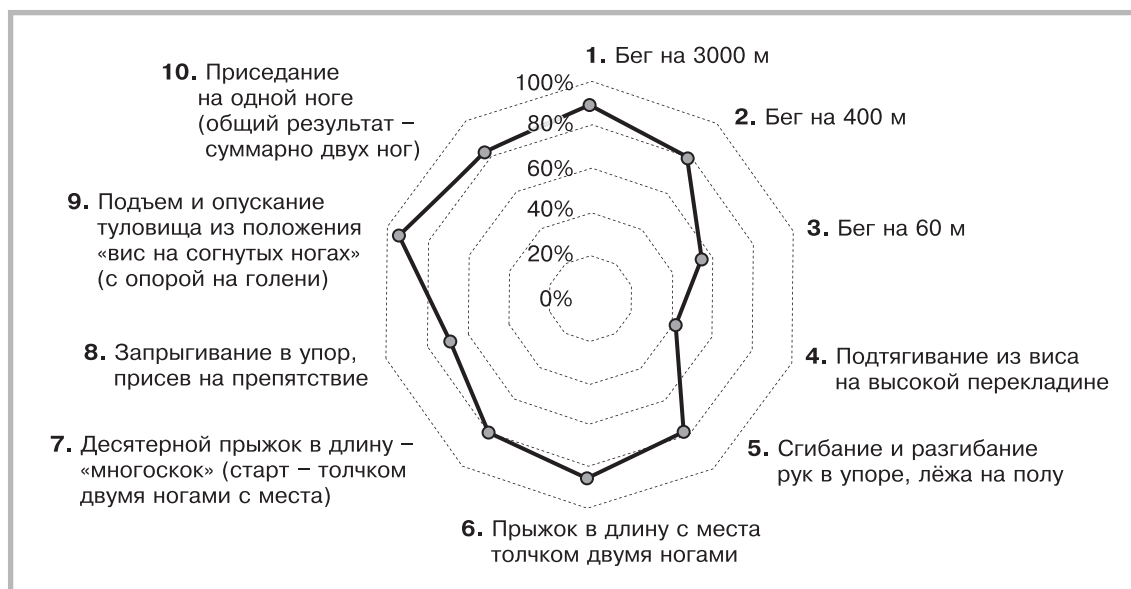 1. Бег на 3000 м
2. Бег на 400 м
3. Бег на 60 м
4. Подтягивание из виса
на высокой перекладине
5. Сгибание и разгибание
рук в упоре, лёжа на полу
6. Прыжок в длину с места
толчком двумя ногами
7. Десятерной прыжок в длину –
«многоскок» (старт – толчком
двумя ногами с места)
8. Запрыгивание в упор,
присев на препятствие
9. Подъем и опускание
туловища из положения
«вис на согнутых ногах»
(с опорой на голени)
10. Приседание
на одной ноге
(общий результат –
суммарно двух ног)
100%
80%
60%
40%
20%
0%